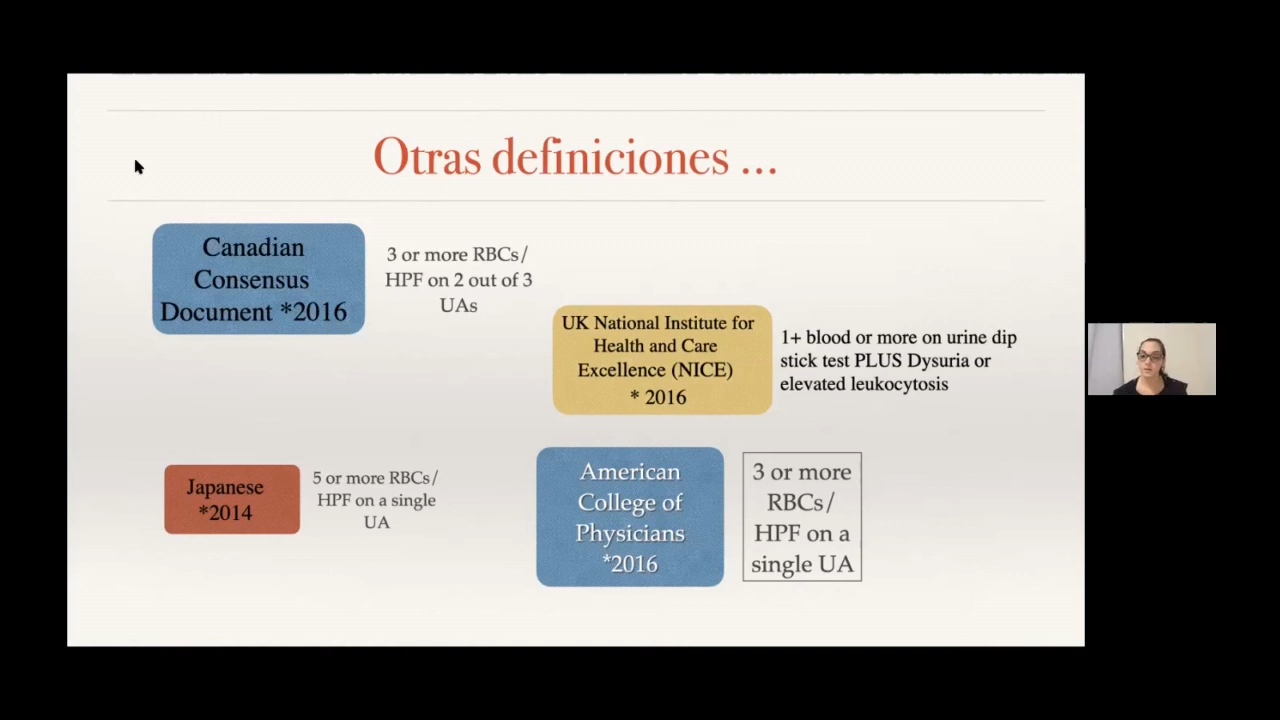 Otras definiciones ...
Canadian
Consensus
Document *2016
3 or more RBCs/
HPF on 2 out of 3
UAs
UK National Institute for
Health and Care
Excellence (NICE)
* 2016
1+ blood or more on urine dip
stick test PLUS Dysuria or
elevated leukocytosis
Japanese
*2014
5 or more RBCs/
HPF on a single
UA
American
College of
Physicians
*2016
3 or more
RBCs/
HPF on a
single UA